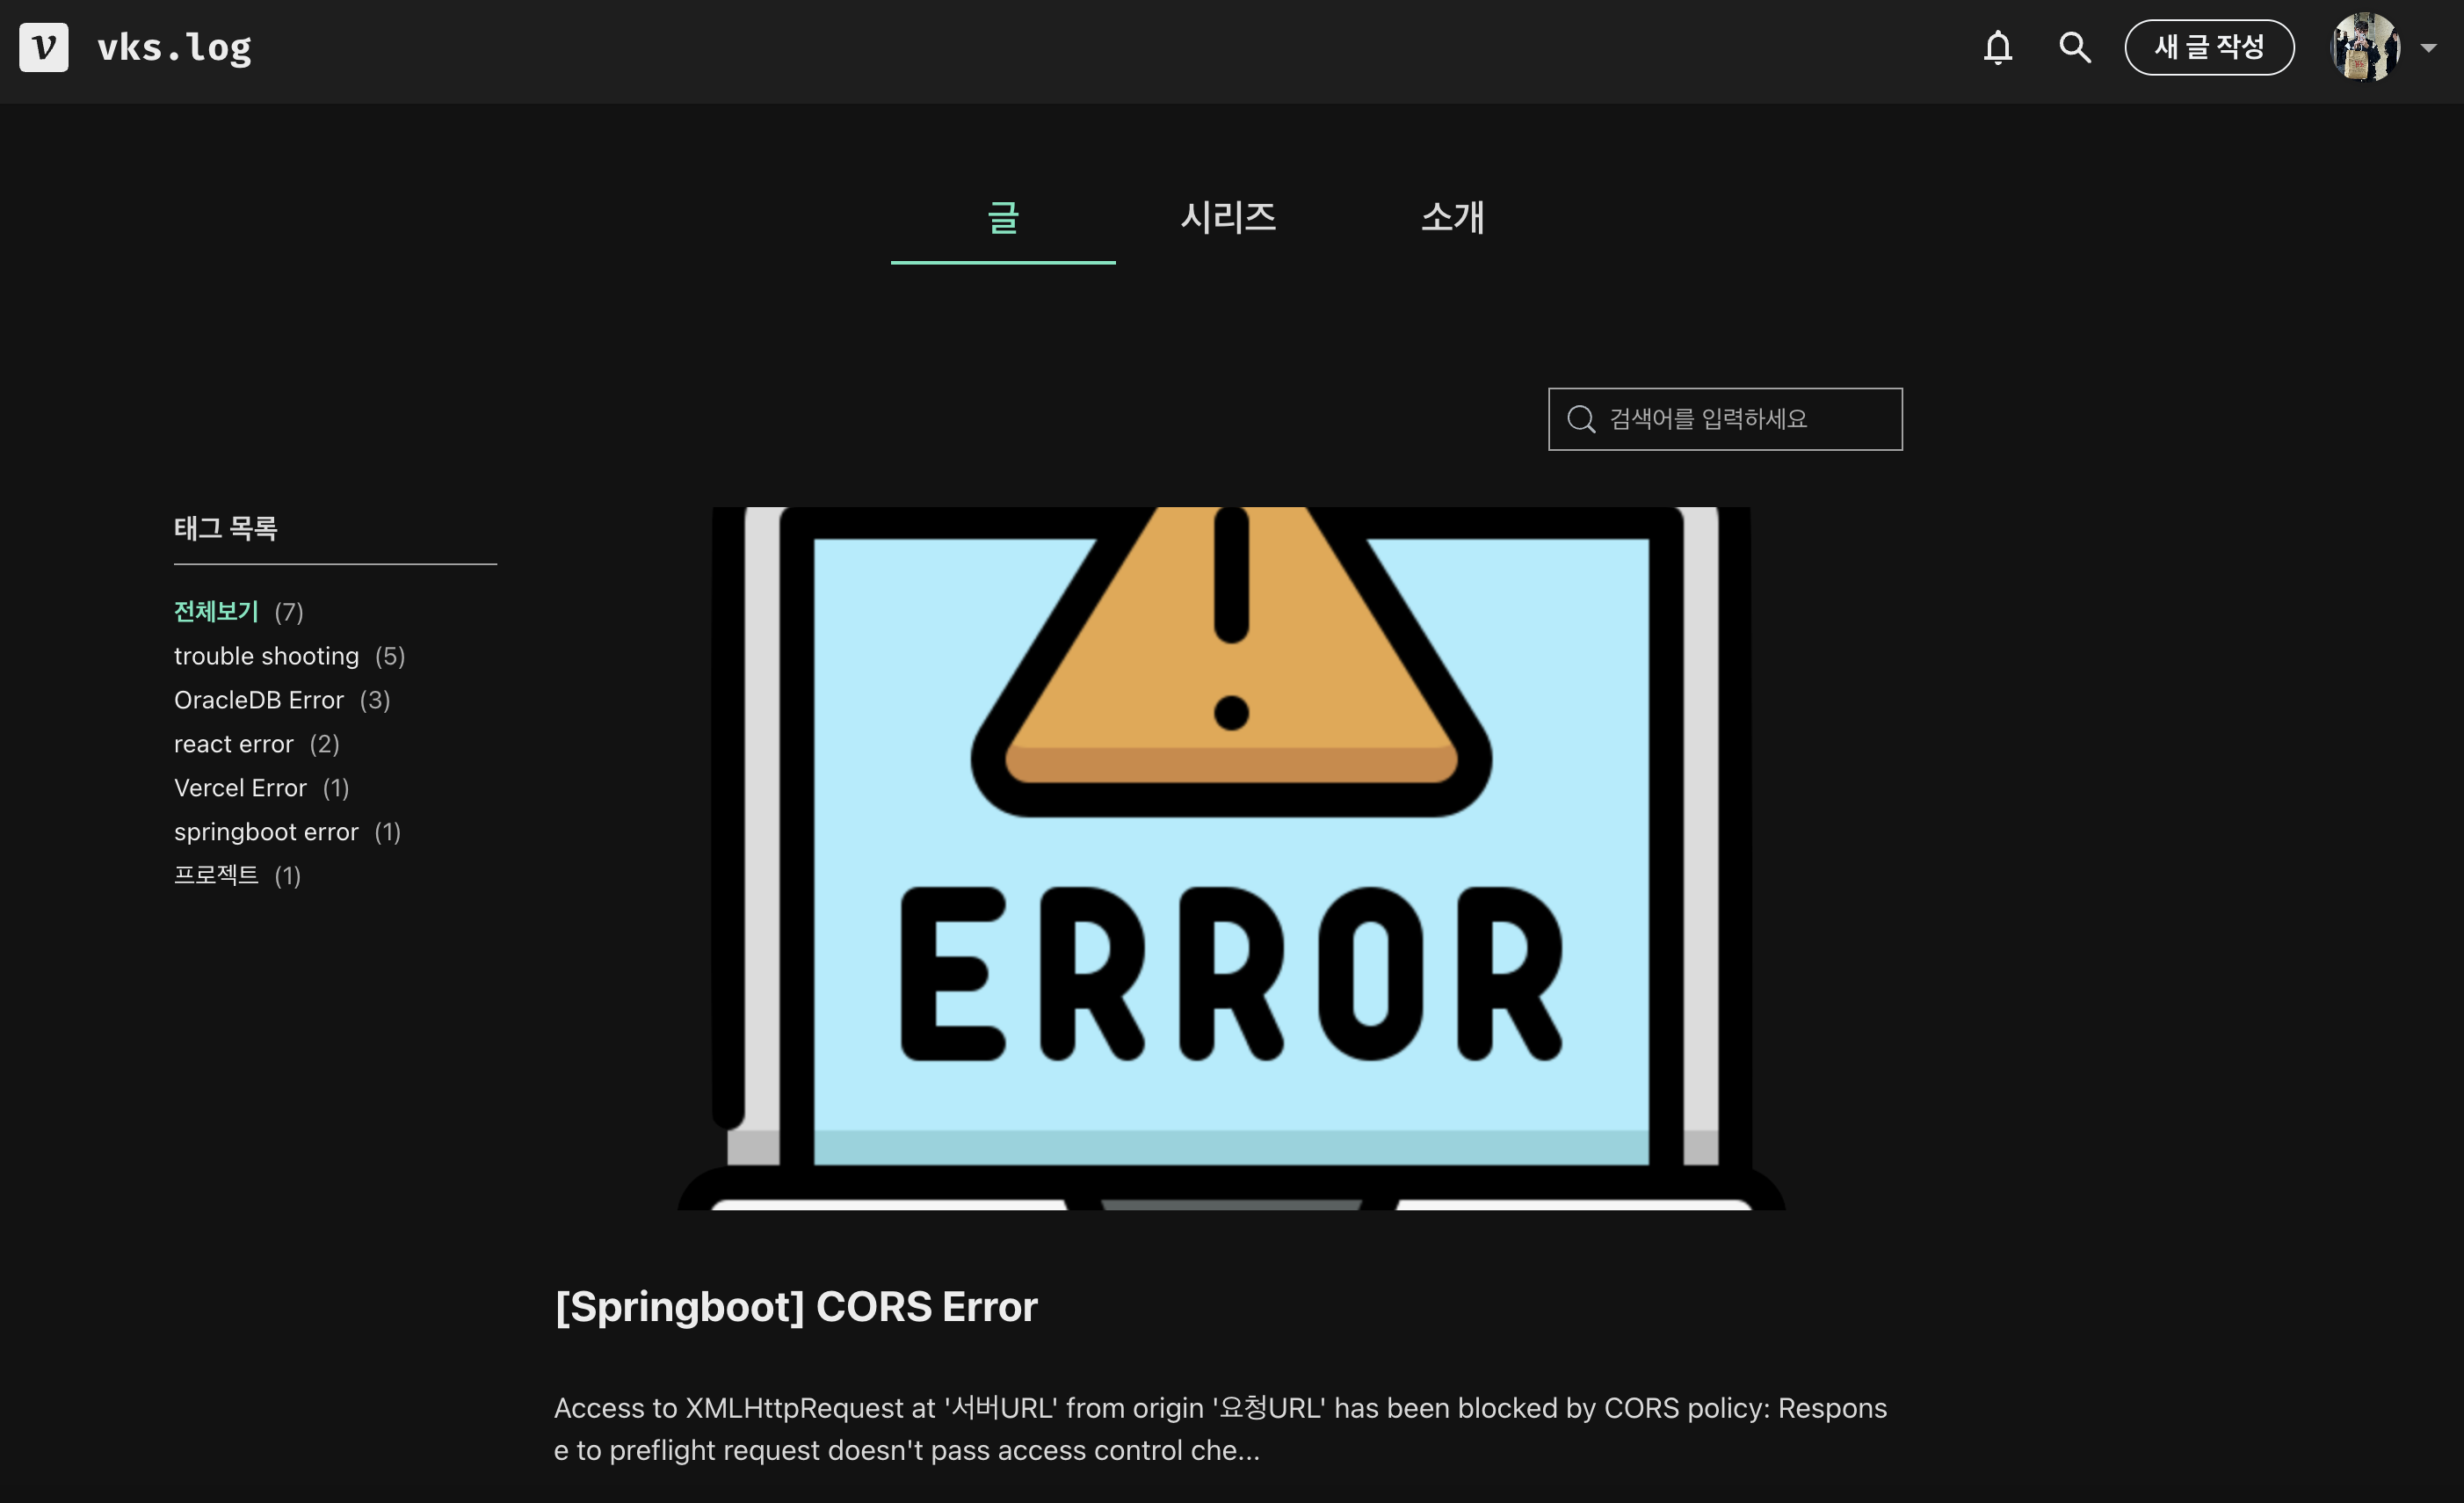 v vks.log 새 글 작성
글 시리즈 소개
검색어를 입력하세요
태그 목록
전체보기 (7)
trouble shooting (5)
OracleDB Error (3)
react error (2)
Vercel Error (1)
springboot error (1)
프로젝트 (1)
ERROR
[Springboot] CORS Error
Access to XMLHttpRequest at '서버URL' from origin '요청URL' has been blocked by CORS policy: Respons
e to preflight request doesn't pass access control che...